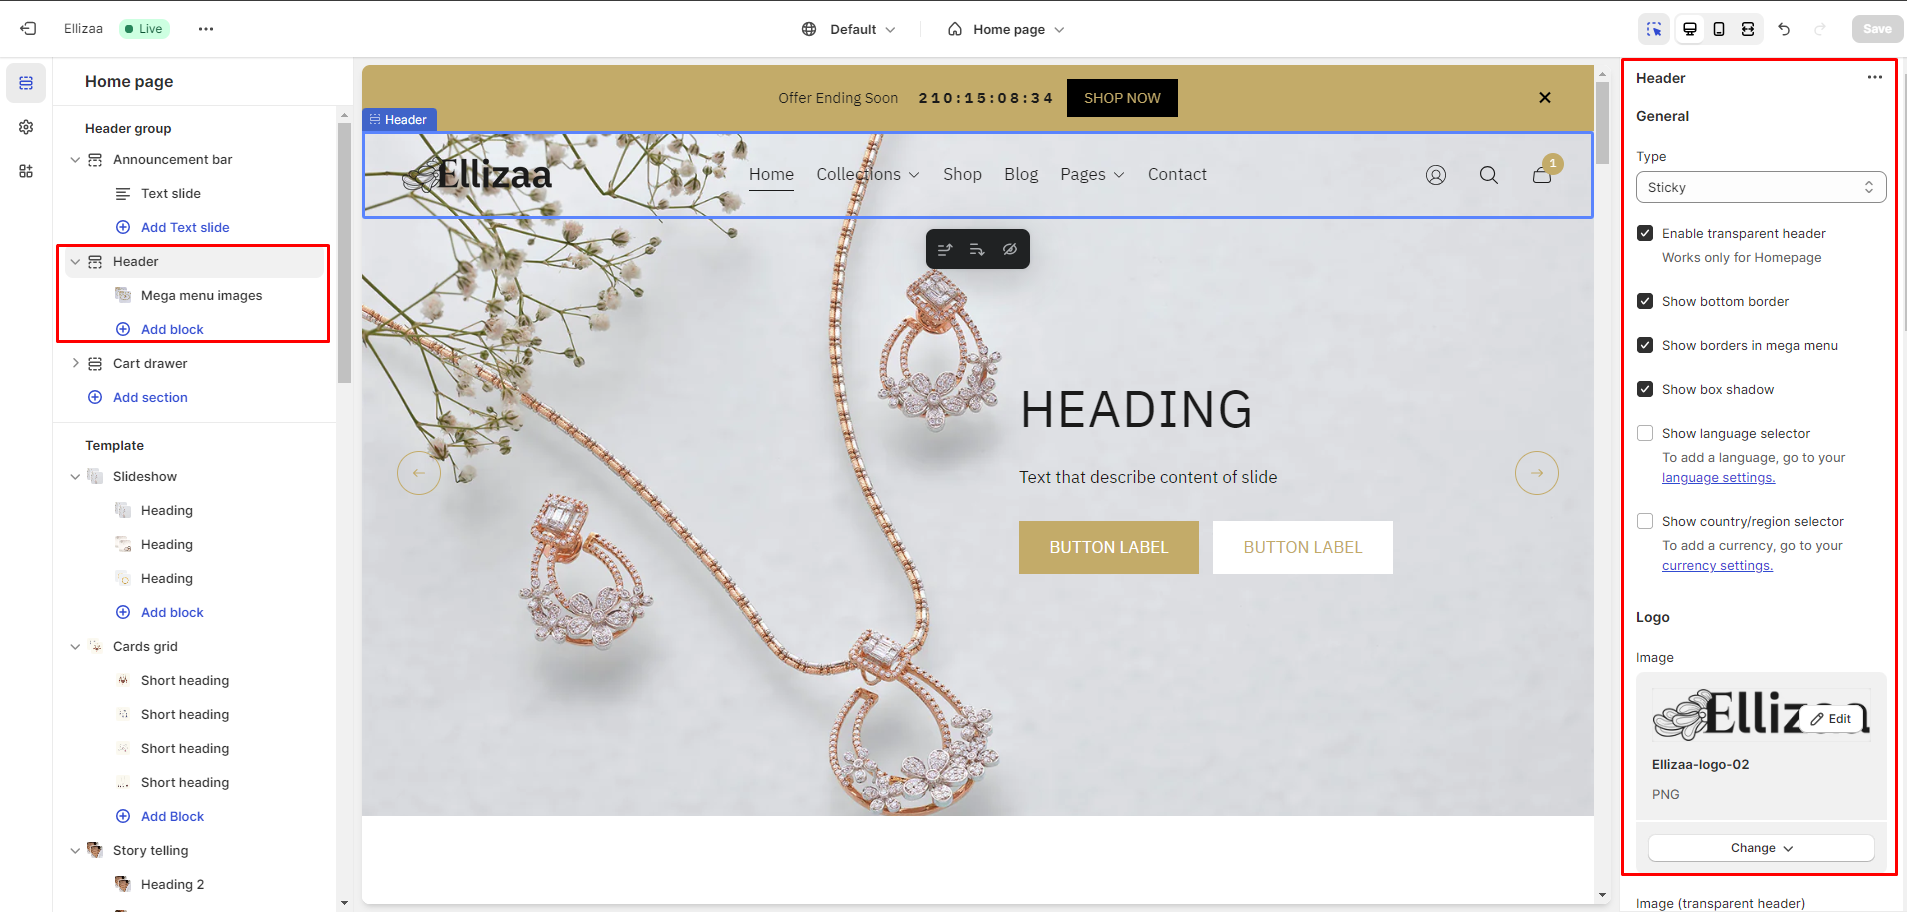 Ellizaa
Live
Default
Home page
Save
Home page
Header group
Announcement bar
Text slide
Add Text slide
Header
Mega menu images
Add block
Cart drawer
Add section
Template
Slideshow
Heading
Heading
Heading
Add block
Cards grid
Short heading
Short heading
Short heading
Short heading
Add Block
Story telling
Heading 2
Offer Ending Soon 210:15:08:34 SHOP NOW
Header
Ellizaa
Home Collections Shop Blog Pages Contact
1
HEADING
Text that describe content of slide
BUTTON LABEL BUTTON LABEL
Header
General
Type
Sticky
Enable transparent header
Works only for Homepage
Show bottom border
Show borders in mega menu
Show box shadow
Show language selector
To add a language, go to your
language settings.
Show country/region selector
To add a currency, go to your
currency settings.
Logo
Image
Ellizaa
Edit
Ellizaa-logo-02
PNG
Change
Image (transparent header)